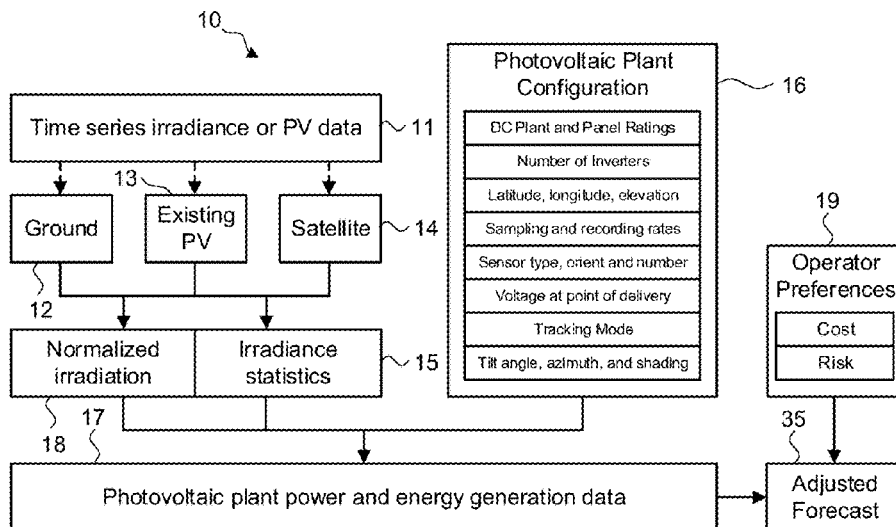 10
Time series irradiance or PV data
11
13
Ground
Existing
PV
Satellite
14
12
Normalized
irradiation
Irradiance
statistics
15
18
17
Photovoltaic Plant
Configuration
16
DC Plant and Panel Ratings
Number of Inverters
Latitude, longitude, elevation
Sampling and recording rates
Sensor type, orient and number
Voltage at point of delivery
Tracking Mode
Tilt angle, azimuth, and shading
19
Operator
Preferences
Cost
Risk
35
Photovoltaic plant power and energy generation data
Adjusted
Forecast